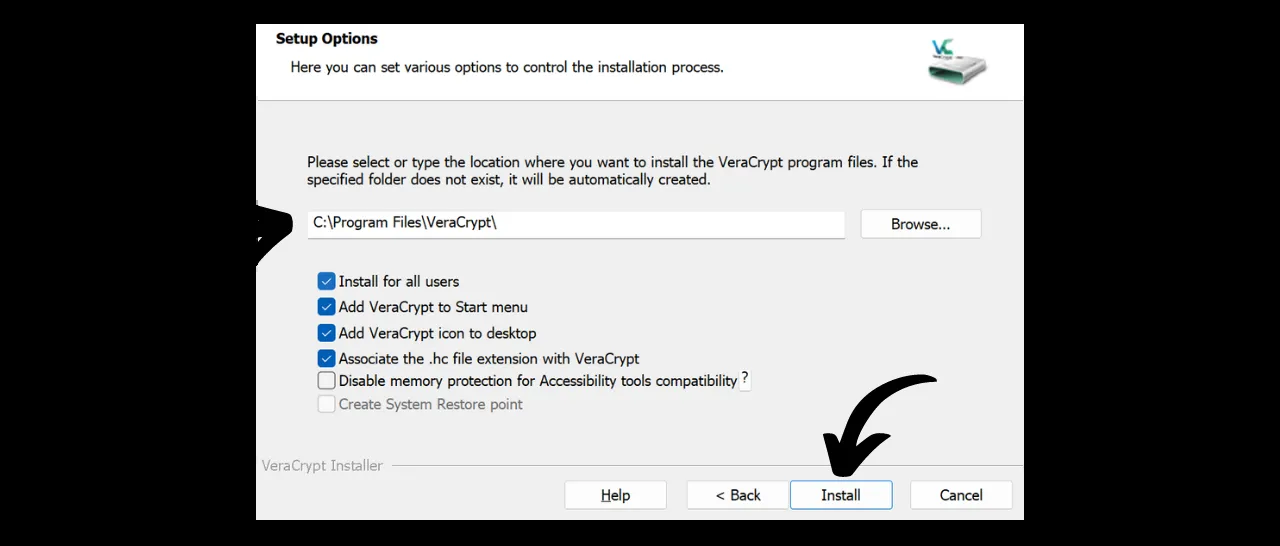 Setup Options
Here you can set various options to control the installation process.
VC
Please select or type the location where you want to install the VeraCrypt program files. If the
specified folder does not exist, it will be automatically created.
C:\Program Files\VeraCrypt\
Browse...
Install for all users
Add VeraCrypt to Start menu
Add VeraCrypt icon to desktop
Associate the .hc file extension with VeraCrypt
Disable memory protection for Accessibility tools compatibility ?
Create System Restore point
VeraCrypt Installer
Help
< Back
Install
Cancel